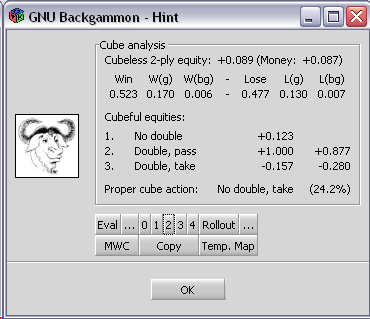 GNU Backgammon - Hint
Cube analysis
Cubeless 2-ply equity: +0.089 (Money: +0.087)
Win W(g) W(bg) - Lose L(g) L(bg)
0.523 0.170 0.006 - 0.477 0.130 0.007
Cubeful equities:
1. No double +0.123
2. Double, pass +1.000 +0.877
3. Double, take -0.157 -0.280
Proper cube action: No double, take (24.2%)
Eval ... 0 1 2 3 4 Rollout ...
MWC Copy Temp. Map
OK